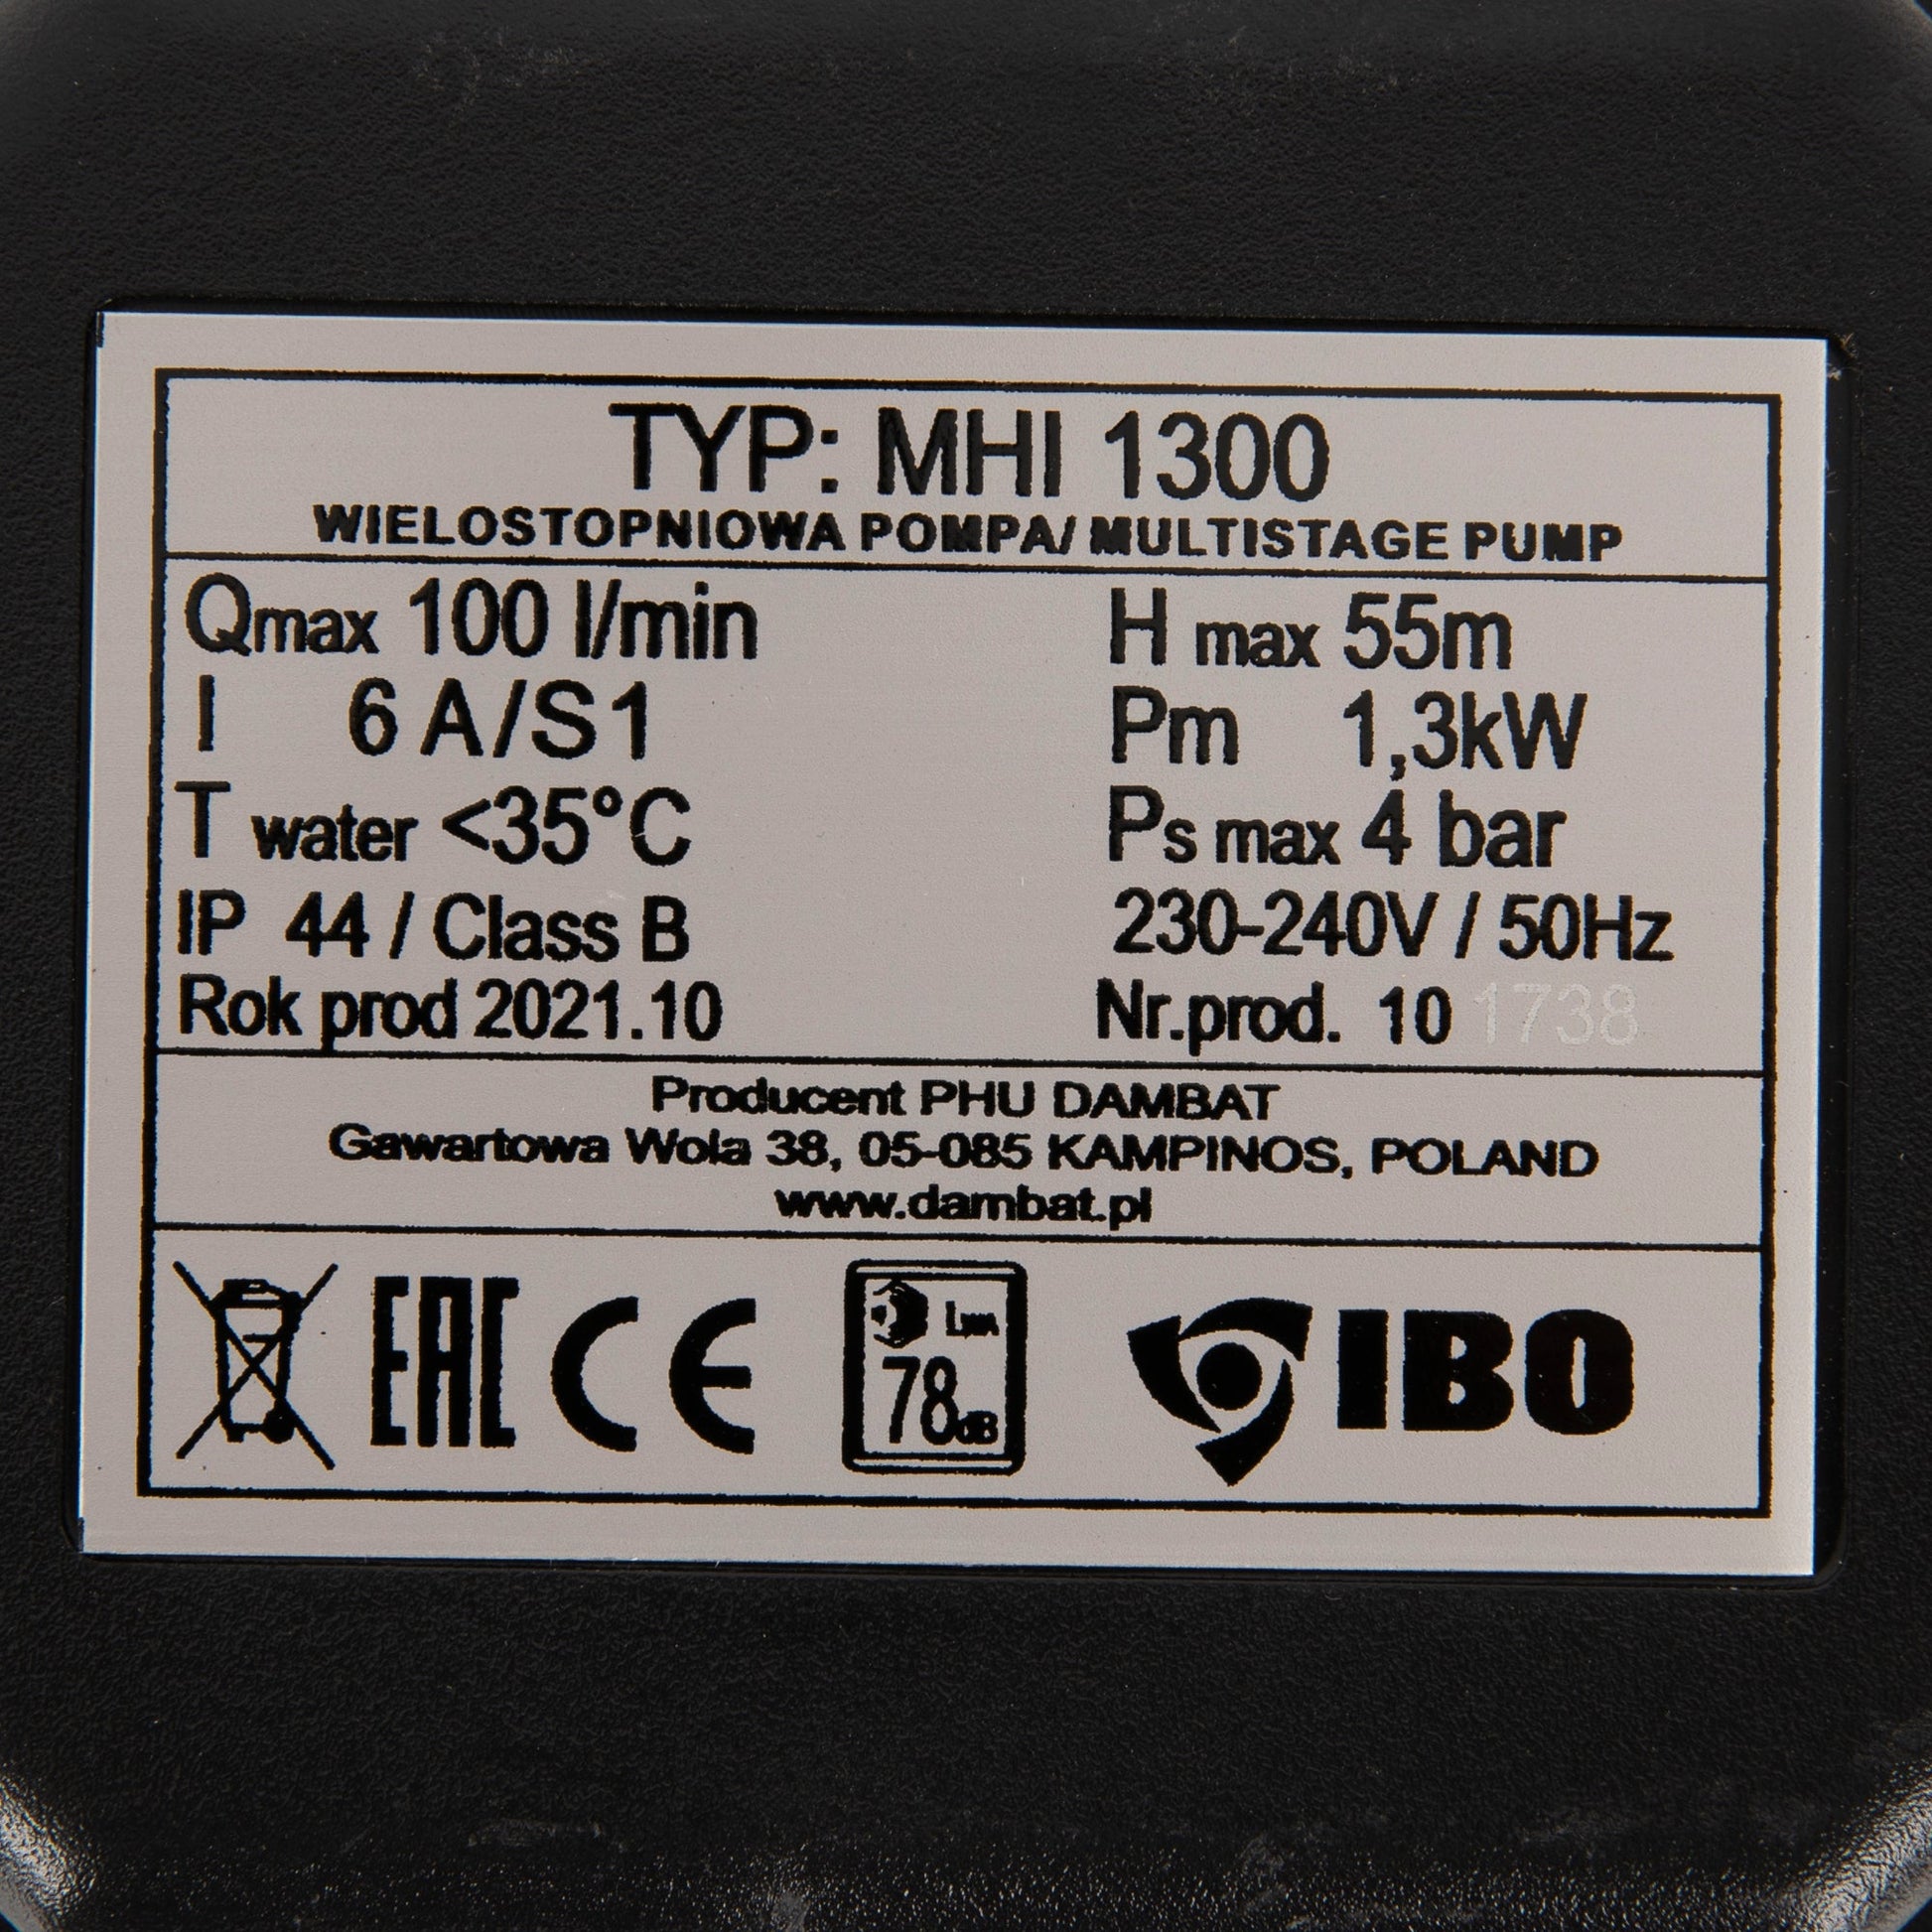 TYP: MHI 1300
WIELOSTOPNIOWA POMPA/ MULTISTAGE PUMP
Qmax 100 l/min H max 55m
I 6 A/S1 Pm 1,3kW
T water <35°C Ps max 4 bar
IP 44 / Class B 230-240V / 50Hz
Rok prod 2021.10 Nr.prod. 10 1738
Producent PHU DAMBAT
Gawartowa Wola 38, 05-085 KAMPINOS, POLAND
www.dambat.pl
EAC CE LWA IBO
78dB